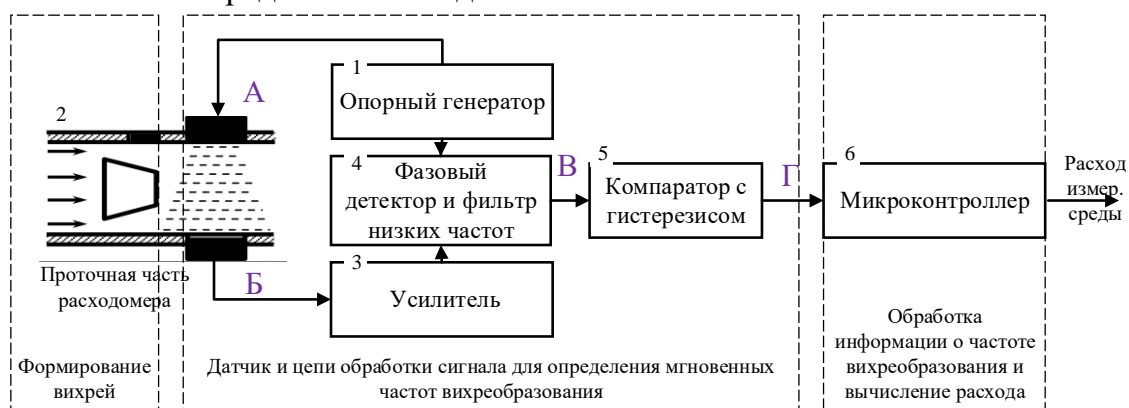 А
1
Опорный генератор
2
4
Фазовый
детектор и фильтр
низких частот
В
5
Компаратор с
гистерезисом
Г
6
Микроконтроллер
Расход
измер.
среды
Б
3
Усилитель
Проточная часть
расходомера
Формирование
вихрей
Датчик и цепи обработки сигнала для определения мгновенных
частот вихреобразования
Обработка
информации о частоте
вихреобразования и
вычисление расхода